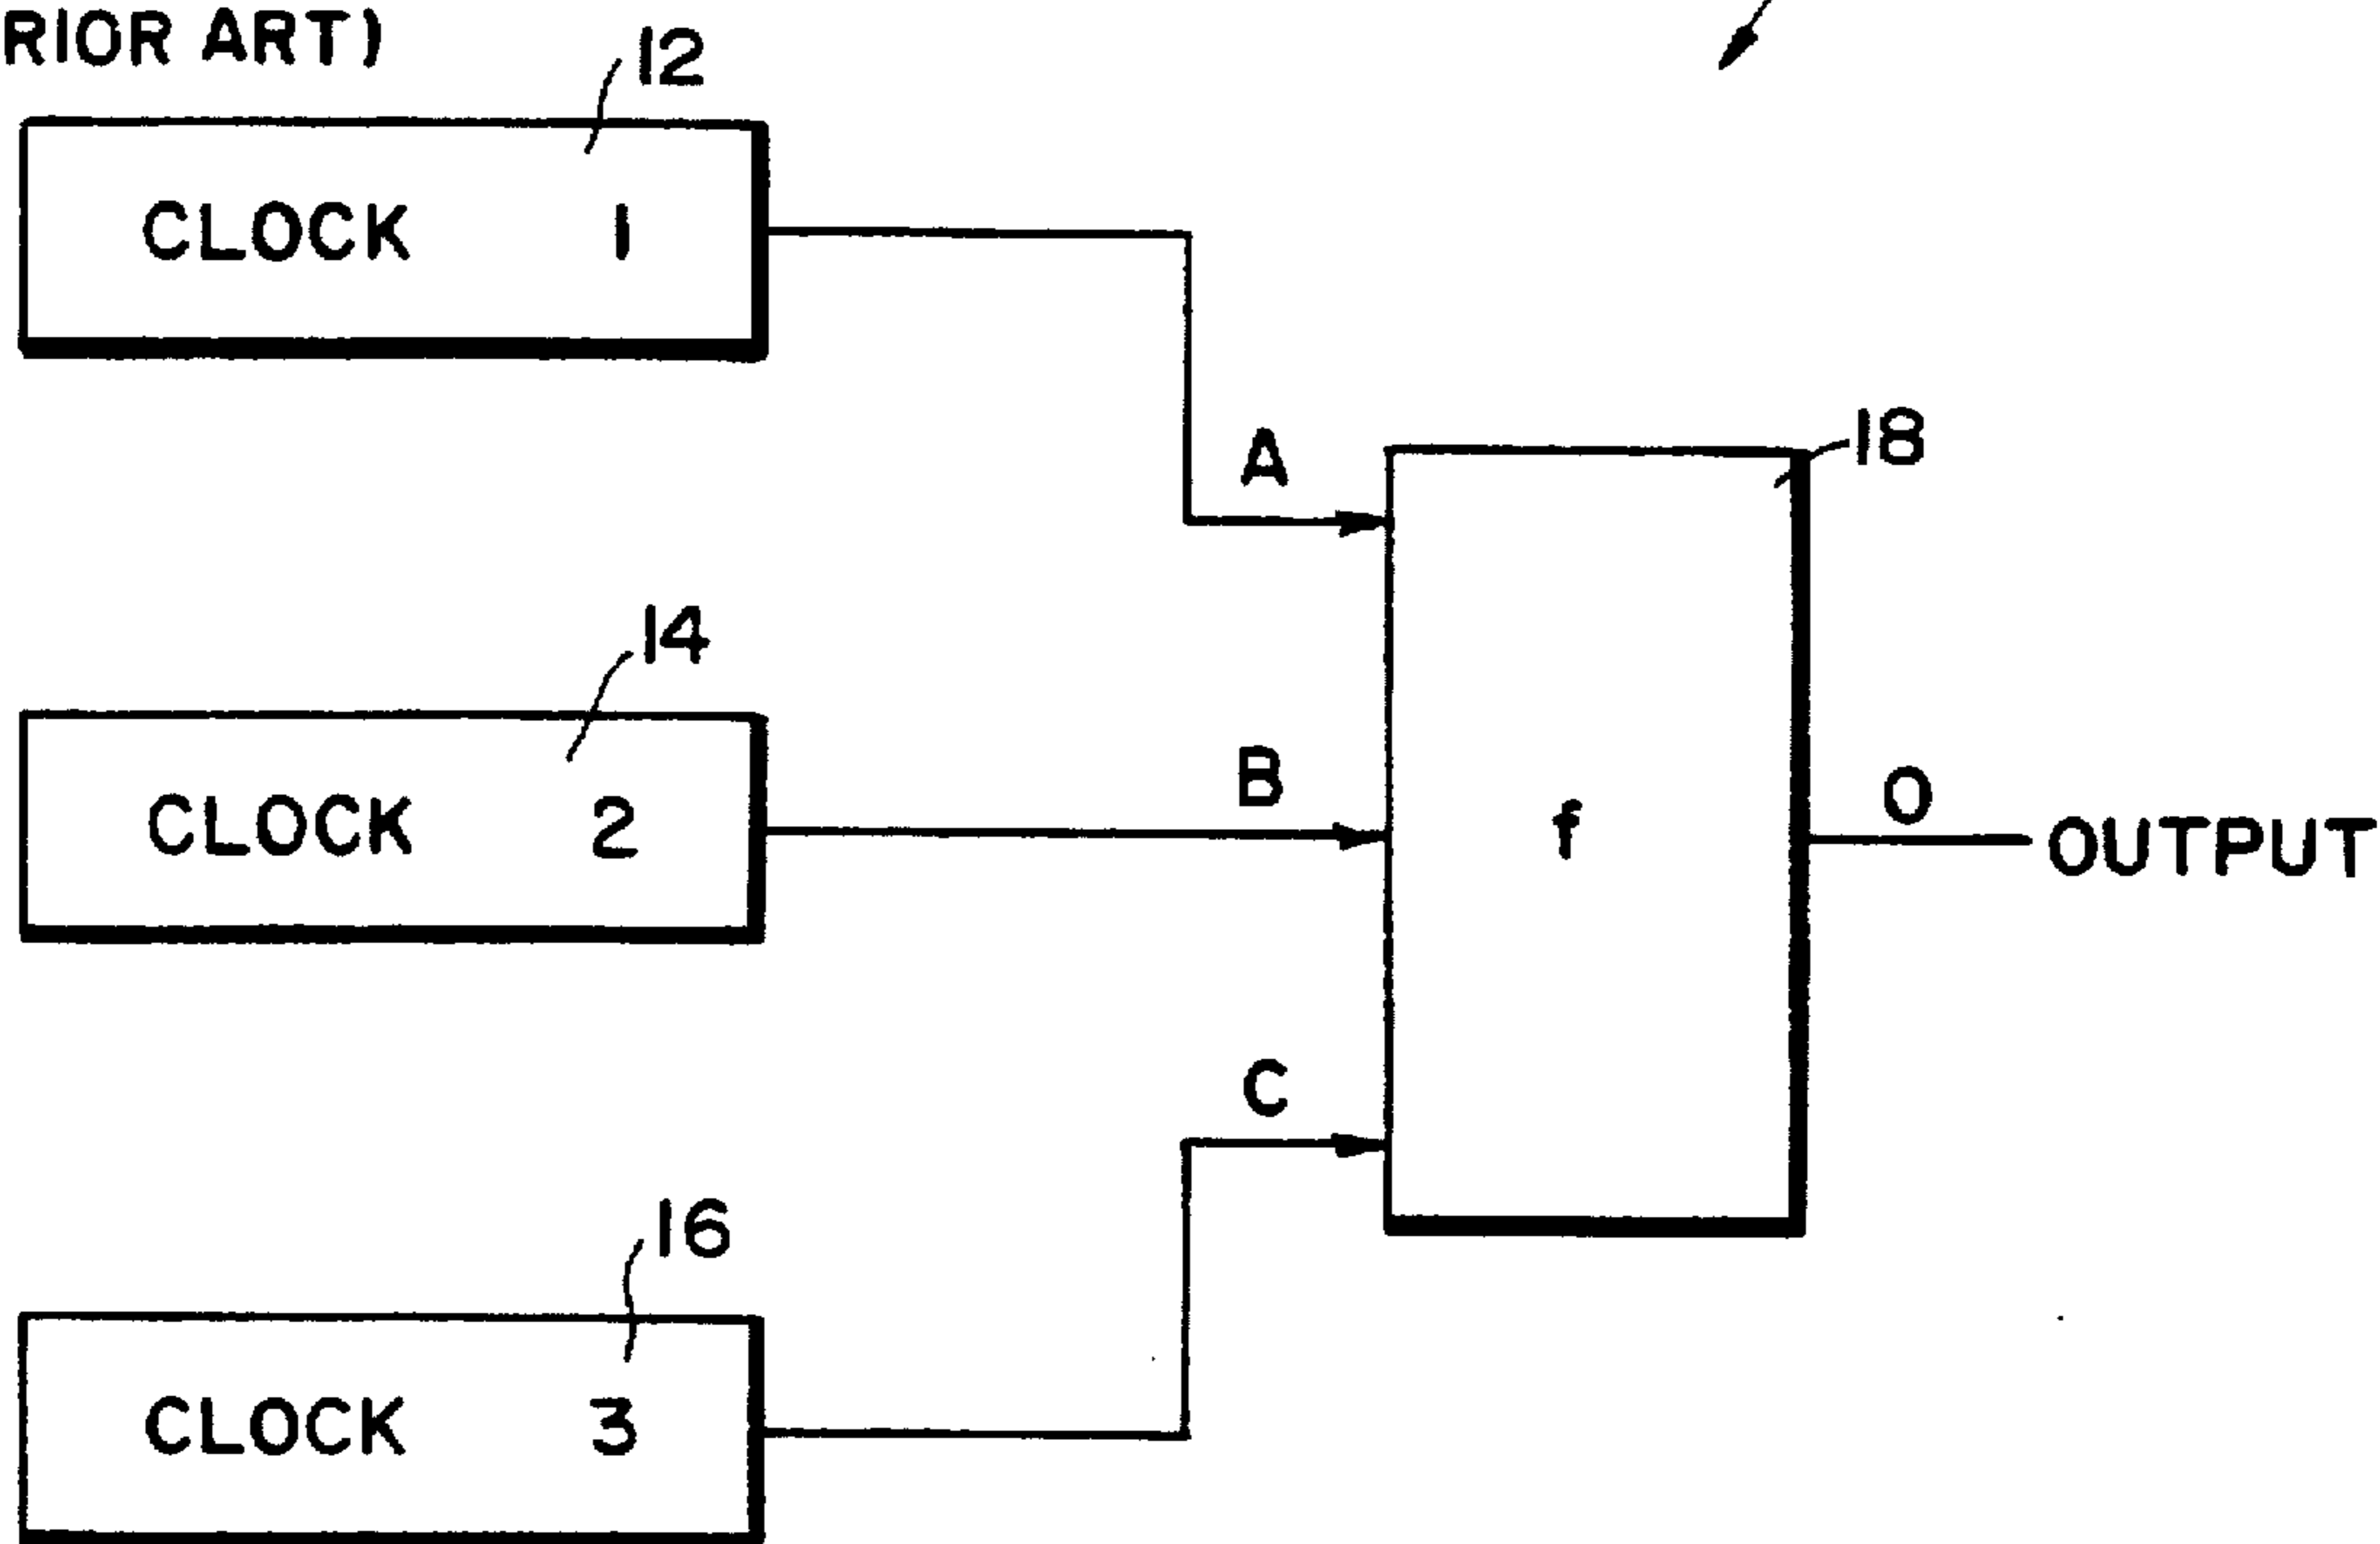 RIOR ART)
12
CLOCK 1
A
18
14
B
CLOCK 2
f
O
OUTPUT
C
16
CLOCK 3